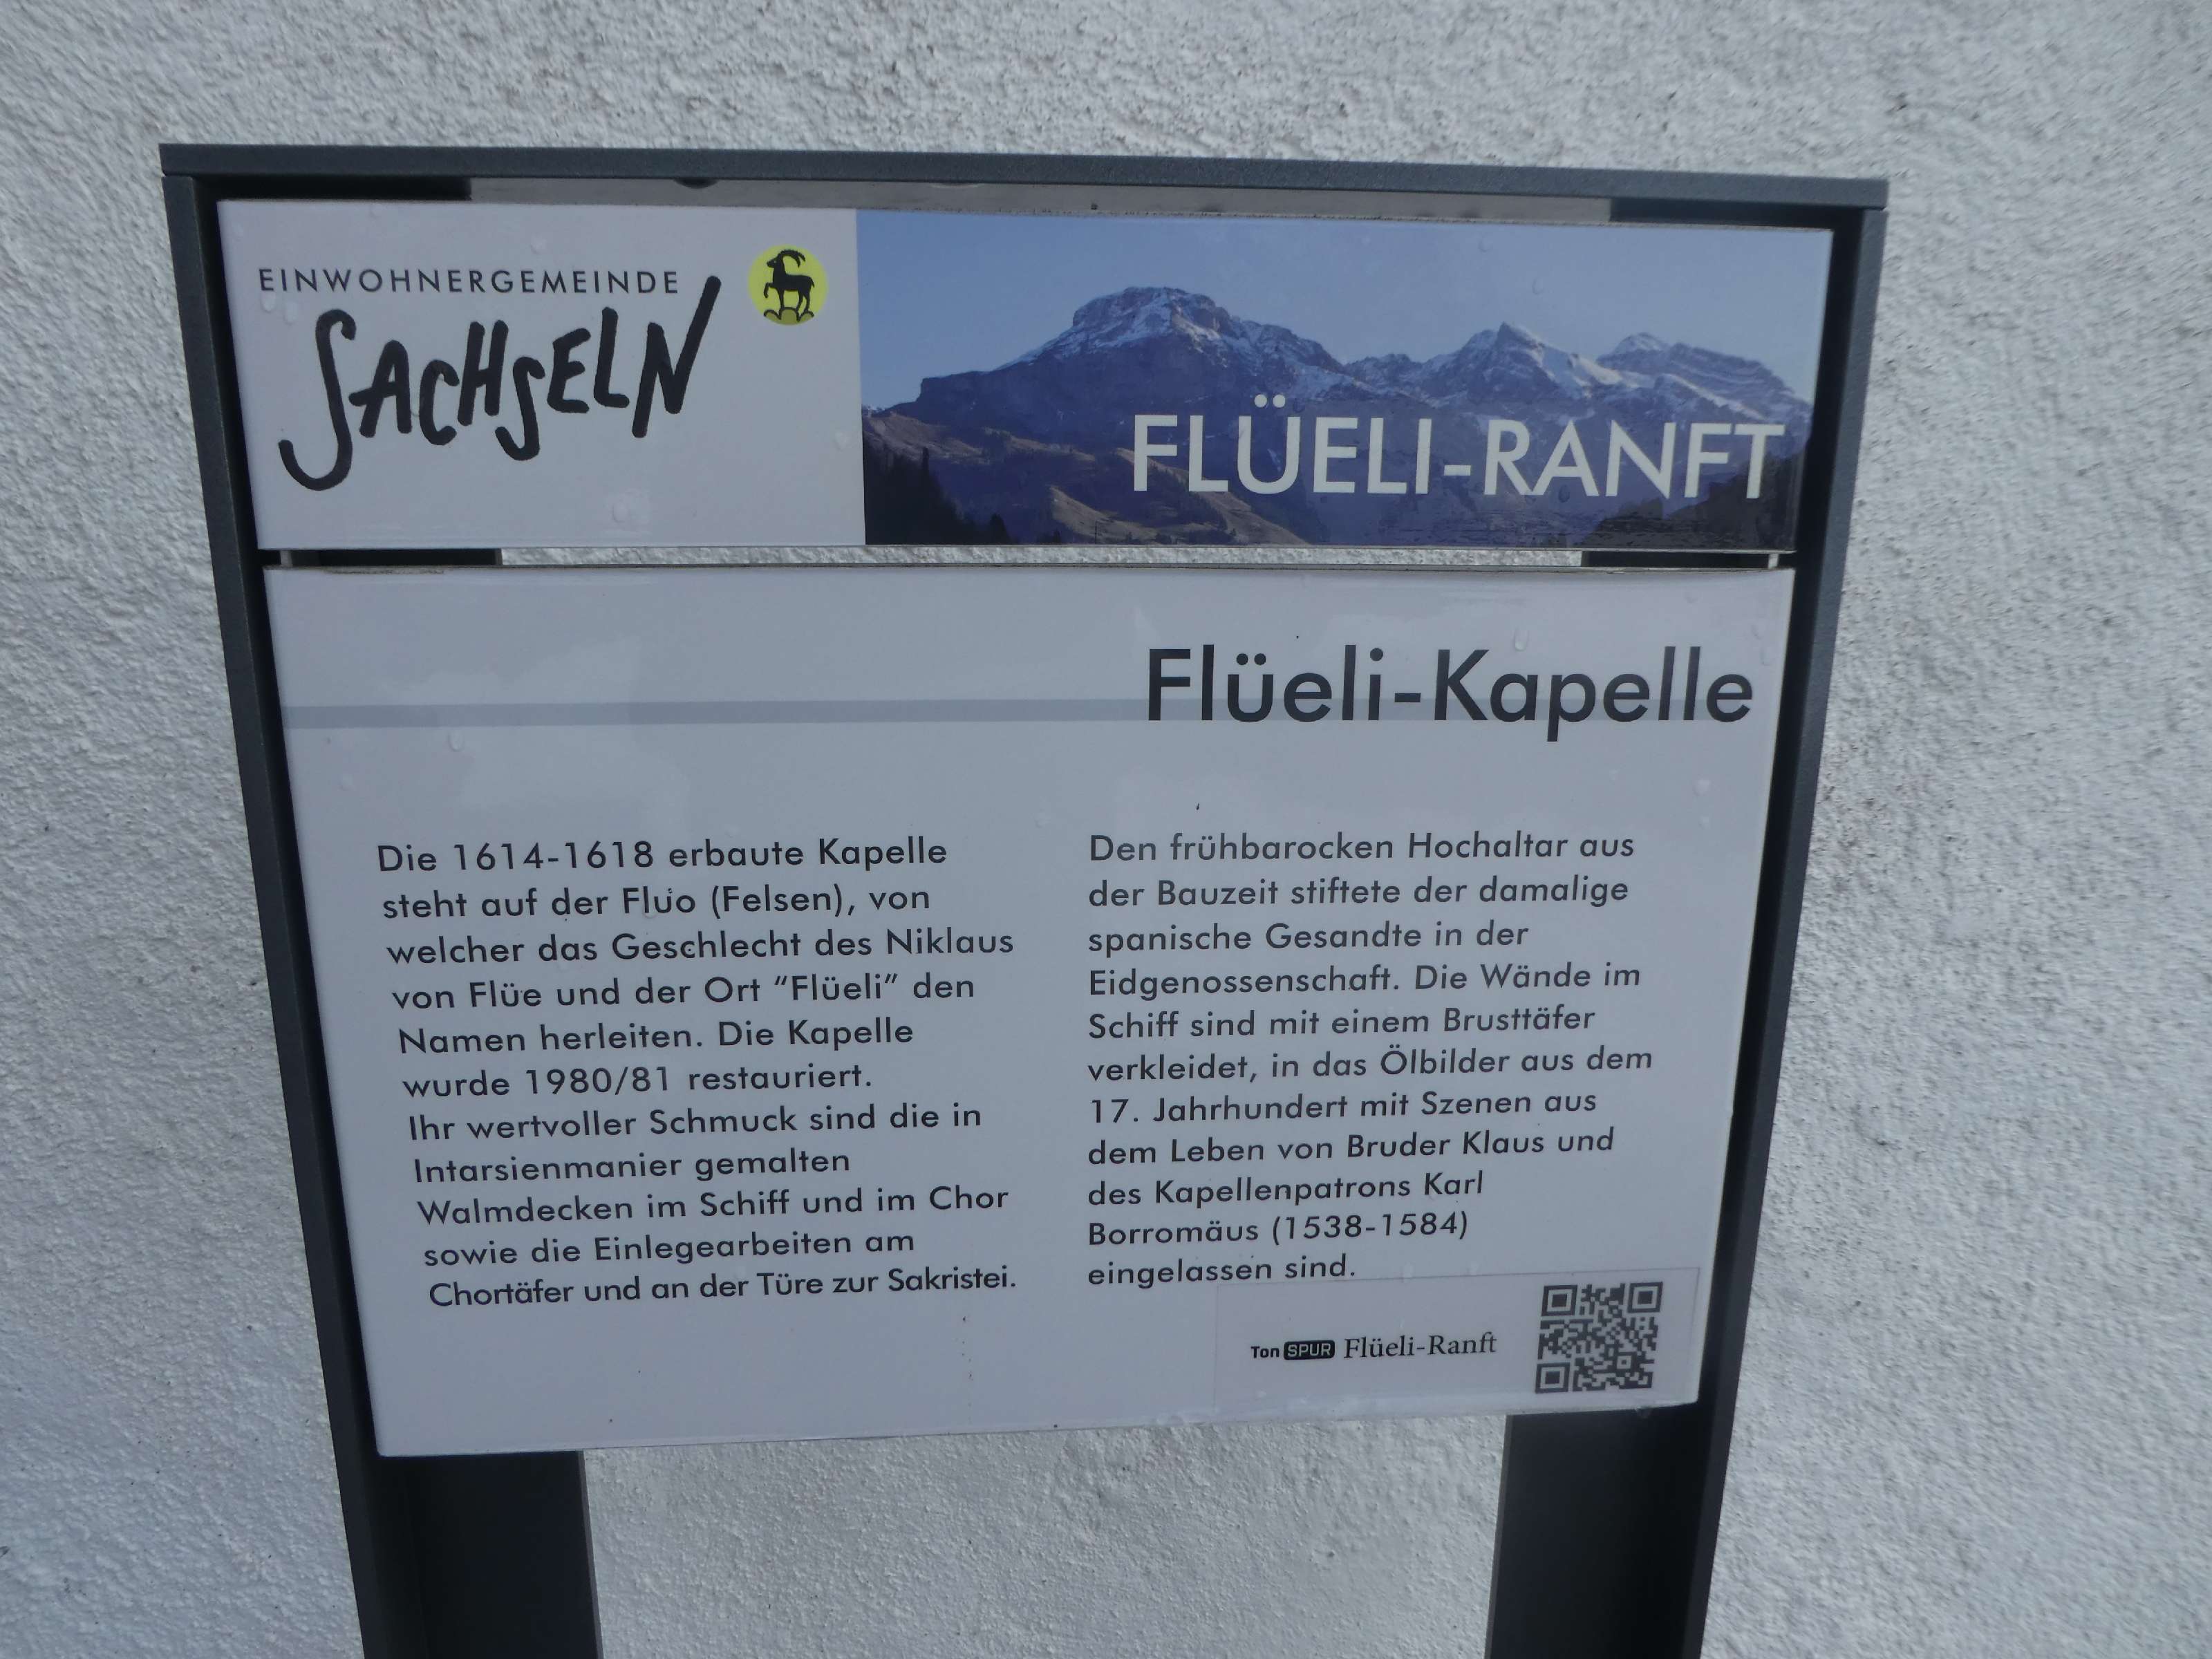 EINWOHNERGEMEINDE
SACHSELN
FLÜELI-RANFT
Flüeli-Kapelle
Die 1614-1618 erbaute Kapelle
steht auf der Fluo (Felsen), von
welcher das Geschlecht des Niklaus
von Flüe und der Ort "Flüeli" den
Namen herleiten. Die Kapelle
wurde 1980/81 restauriert.
Ihr wertvoller Schmuck sind die in
Intarsienmanier gemalten
Walmdecken im Schiff und im Chor
sowie die Einlegearbeiten am
Chortäfer und an der Türe zur Sakristei.
Den frühbarocken Hochaltar aus
der Bauzeit stiftete der damalige
spanische Gesandte in der
Eidgenossenschaft. Die Wände im
Schiff sind mit einem Brusttäfer
verkleidet, in das Ölbilder aus dem
17. Jahrhundert mit Szenen aus
dem Leben von Bruder Klaus und
des Kapellenpatrons Karl
Borromäus (1538-1584)
eingelassen sind.
Ton SPUR Flüeli-Ranft